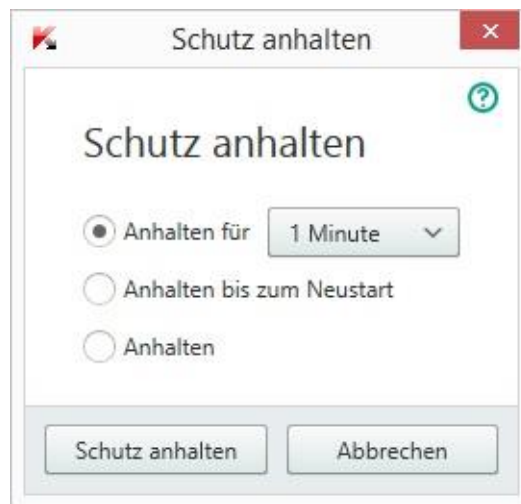 Schutz anhalten
Schutz anhalten
Anhalten für 1 Minute
Anhalten bis zum Neustart
Anhalten
Schutz anhalten Abbrechen